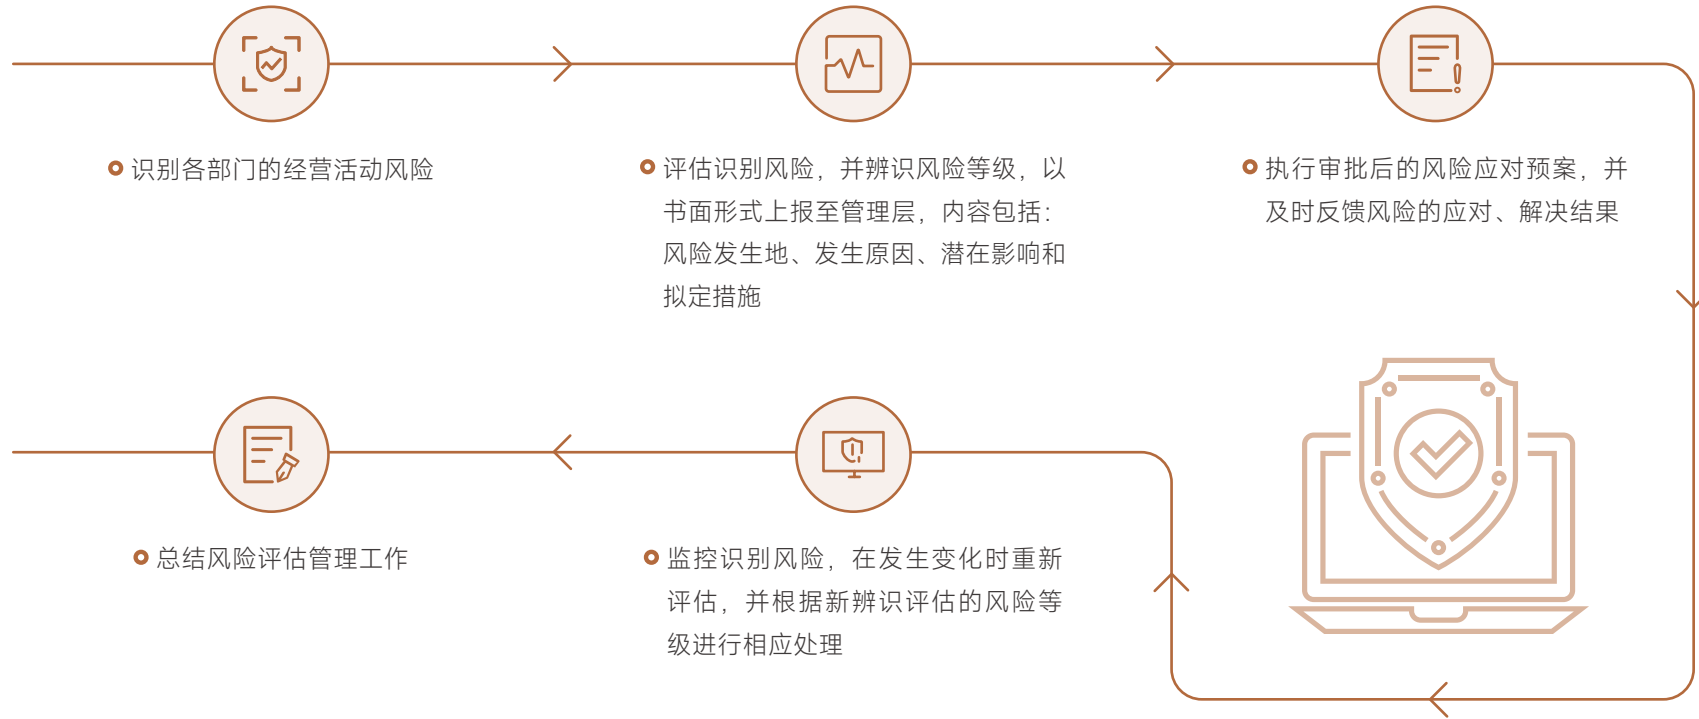 识别各部门的经营活动风险
评估识别风险，并辨识风险等级，以
书面形式上报至管理层，内容包括：
风险发生地、发生原因、潜在影响和
拟定措施
执行审批后的风险应对预案，并
及时反馈风险的应对、解决结果
监控识别风险，在发生变化时重新
评估，并根据新辨识评估的风险等
级进行相应处理
总结风险评估管理工作